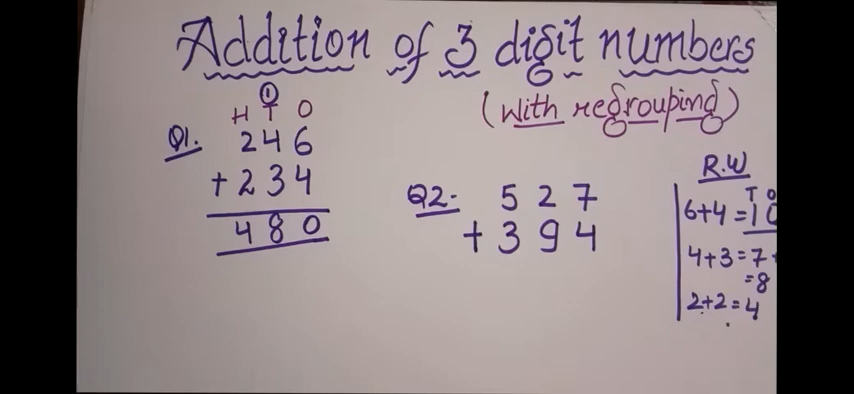 Addition of 3 digit numbers
(With regrouping)
Q1.
1
H T O
246
+234
480
Q2-
527
+394
R.W
T O
6+4=10
4+3=7+
=8
2+2=4